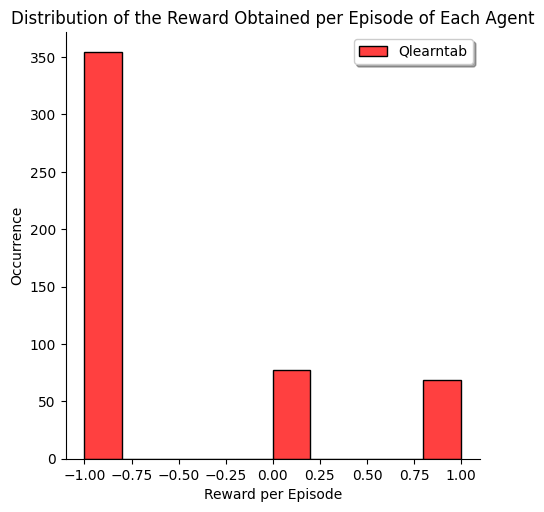 Distribution of the Reward Obtained per Episode of Each Agent
Qlearntab
350
300
250
200
150
100
50
0
Occurrence
−1.00 −0.75 −0.50 −0.25 0.00 0.25 0.50 0.75 1.00
Reward per Episode